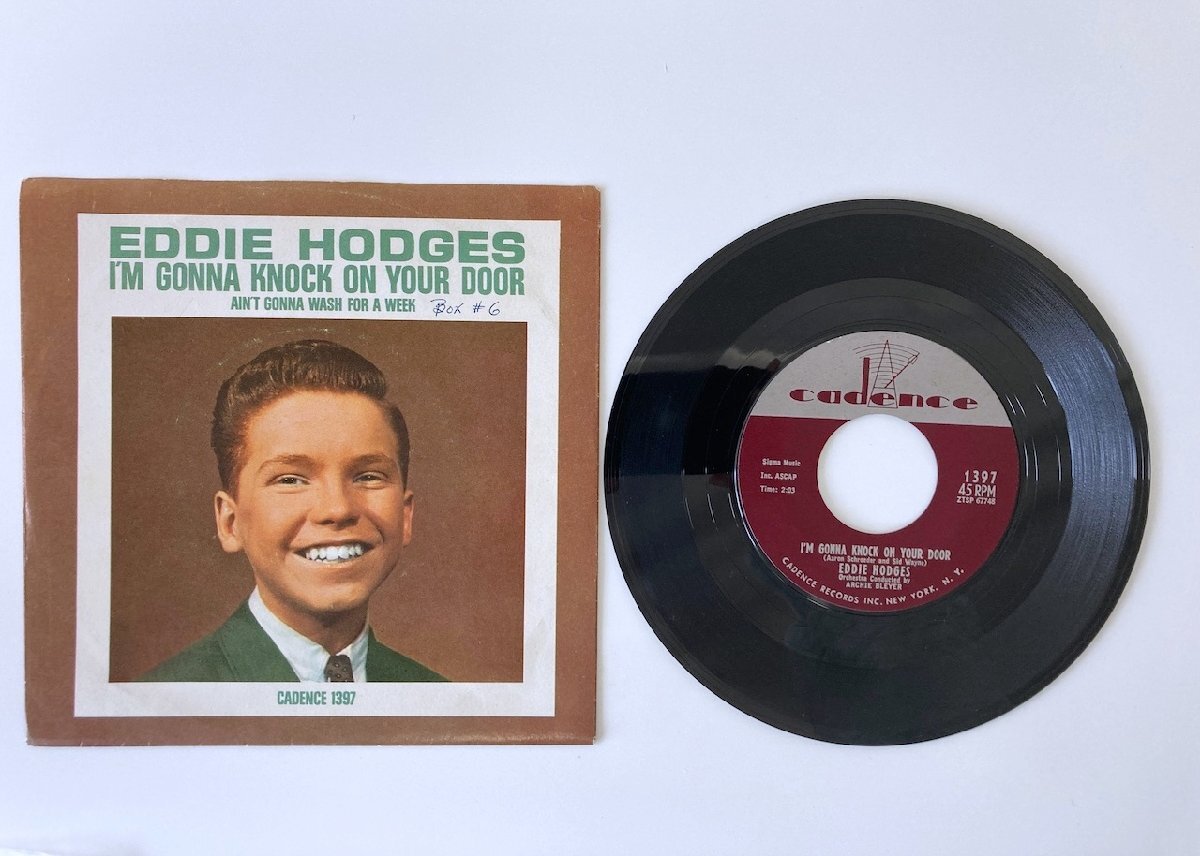 EDDIE HODGES
I'M GONNA KNOCK ON YOUR DOOR
AIN'T GONNA WASH FOR A WEEK Box #6
CADENCE 1397
cadence
Sigma Music
Inc. ASCAP
Time: 2:03
1397
45 RPM
ZTSP 67748
I'M GONNA KNOCK ON YOUR DOOR
(Aaron Schroeder and Sid Wayne)
EDDIE HODGES
Orchestra Conducted by
ARCHIE BLEYER
CADENCE RECORDS INC. NEW YORK, N. Y.